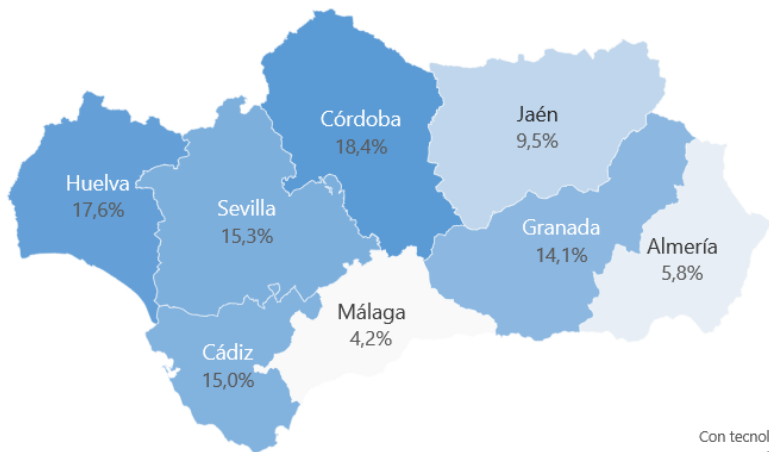 Córdoba
18,4%
Jaén
9,5%
Huelva
17,6%
Sevilla
15,3%
Granada
14,1%
Almería
5,8%
Málaga
4,2%
Cádiz
15,0%
Con tecnol